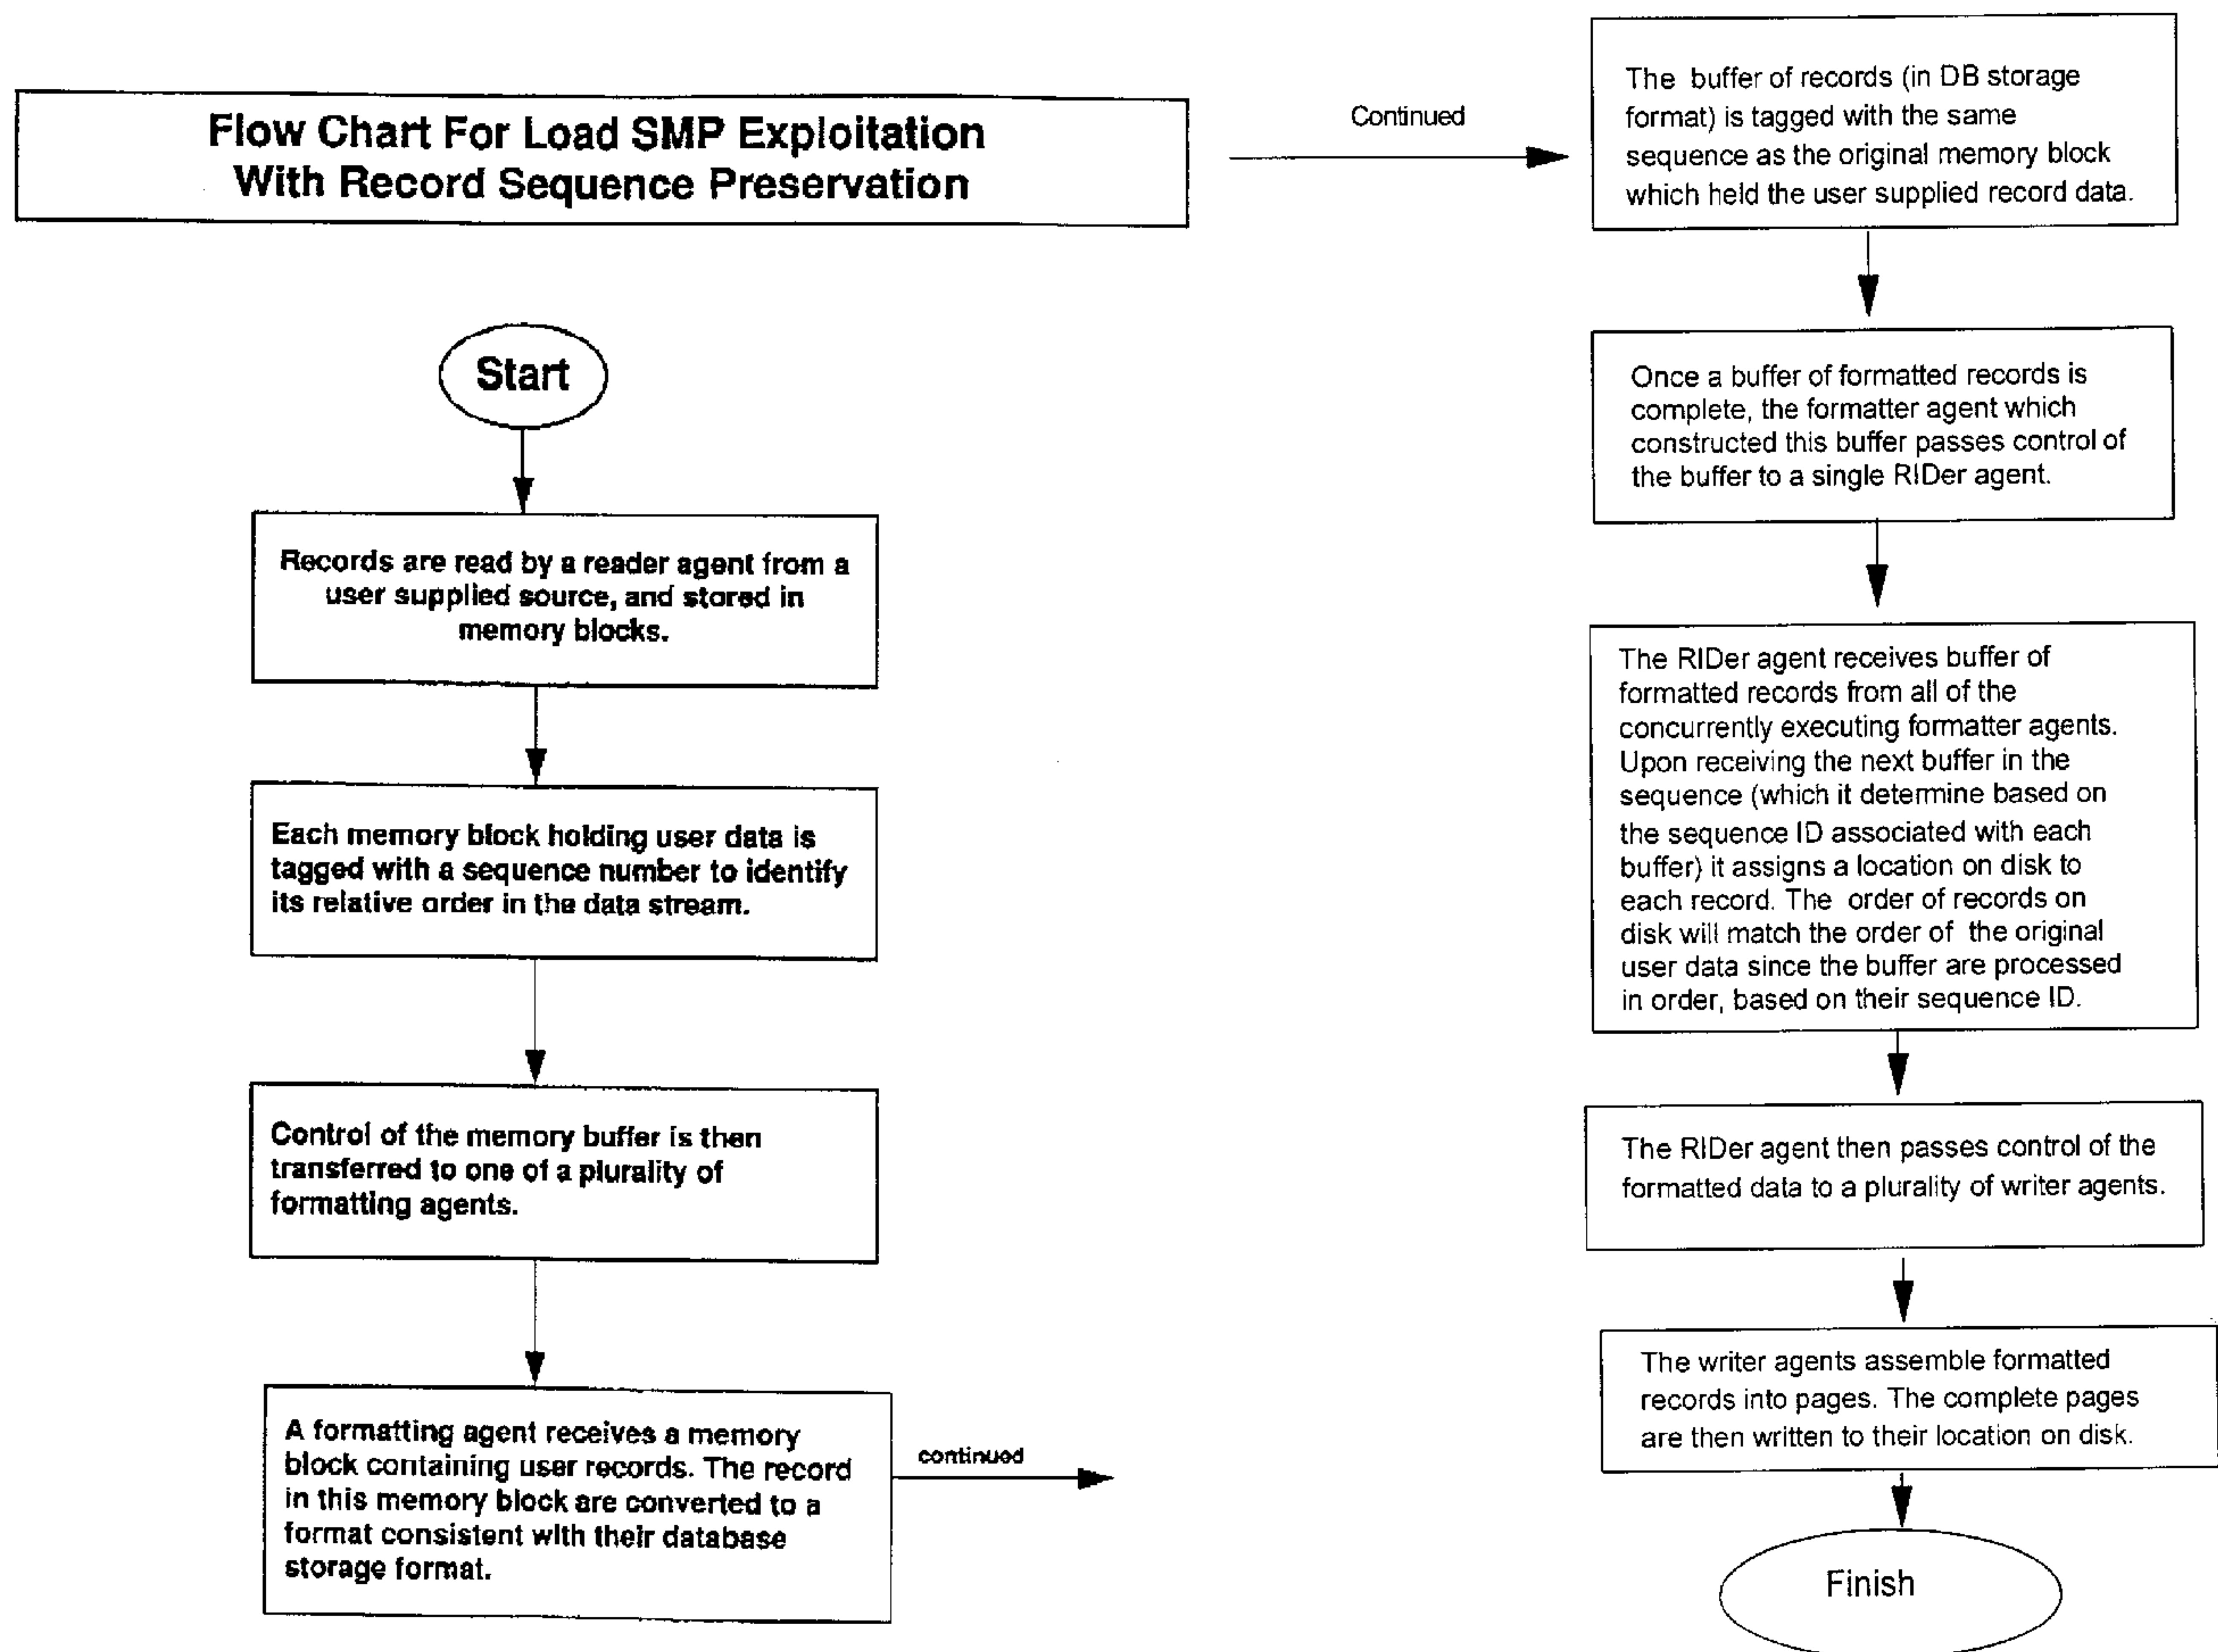 Flow Chart For Load SMP Exploitation
With Record Sequence Preservation
Start
Records are read by a reader agent from a
user supplied source, and stored in
memory blocks.
Each memory block holding user data is
tagged with a sequence number to identify
its relative order in the data stream.
Control of the memory buffer is then
transferred to one of a plurality of
formatting agents.
A formatting agent receives a memory
block containing user records. The record
in this memory block are converted to a
format consistent with their database
storage format.
continued
Continued
The buffer of records (in DB storage
format) is tagged with the same
sequence as the original memory block
which held the user supplied record data.
Once a buffer of formatted records is
complete, the formatter agent which
constructed this buffer passes control of
the buffer to a single RIDer agent.
The RIDer agent receives buffer of
formatted records from all of the
concurrently executing formatter agents.
Upon receiving the next buffer in the
sequence (which it determine based on
the sequence ID associated with each
buffer) it assigns a location on disk to
each record. The order of records on
disk will match the order of the original
user data since the buffer are processed
in order, based on their sequence ID.
The RIDer agent then passes control of the
formatted data to a plurality of writer agents.
The writer agents assemble formatted
records into pages. The complete pages
are then written to their location on disk.
Finish